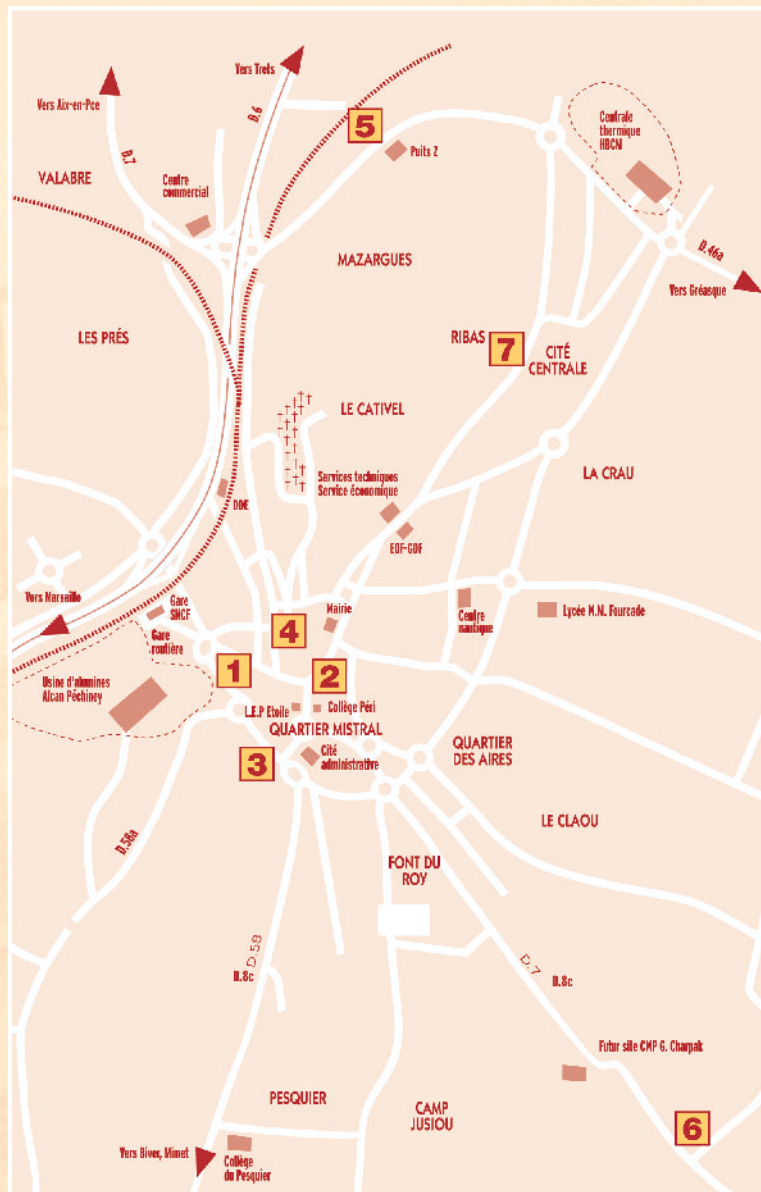 Vers Trets
Vers Aix-en-Pce
D.6
5
Centrale
thermique
HBCM
D.7
Puits Z
VALABRE
Centre
commercial
D.46a
MAZARGUES
Vers Gréasque
LES PRÉS
RIBAS
7
CITÉ
CENTRALE
LE CATIVEL
Services techniques
Service économique
LA CRAU
DDE
EDF-GDF
Vers Marseille
Gare
SNCF
Mairie
Centre
nautique
Lycée M.N. Fourcade
4
Gare
routière
1
2
Usine d'alumines
Alcan Péchiney
L.E.P Etoile
Collège Péri
QUARTIER MISTRAL
QUARTIER
DES AIRES
3
Cité
administrative
LE CLAOU
D.58a
FONT DU
ROY
D.58
D.8c
D.7
D.8c
Futur site CMP G. Charpak
PESQUIER
CAMP
JUSIOU
6
Vers Biver, Mimet
Collège
du Pesquier